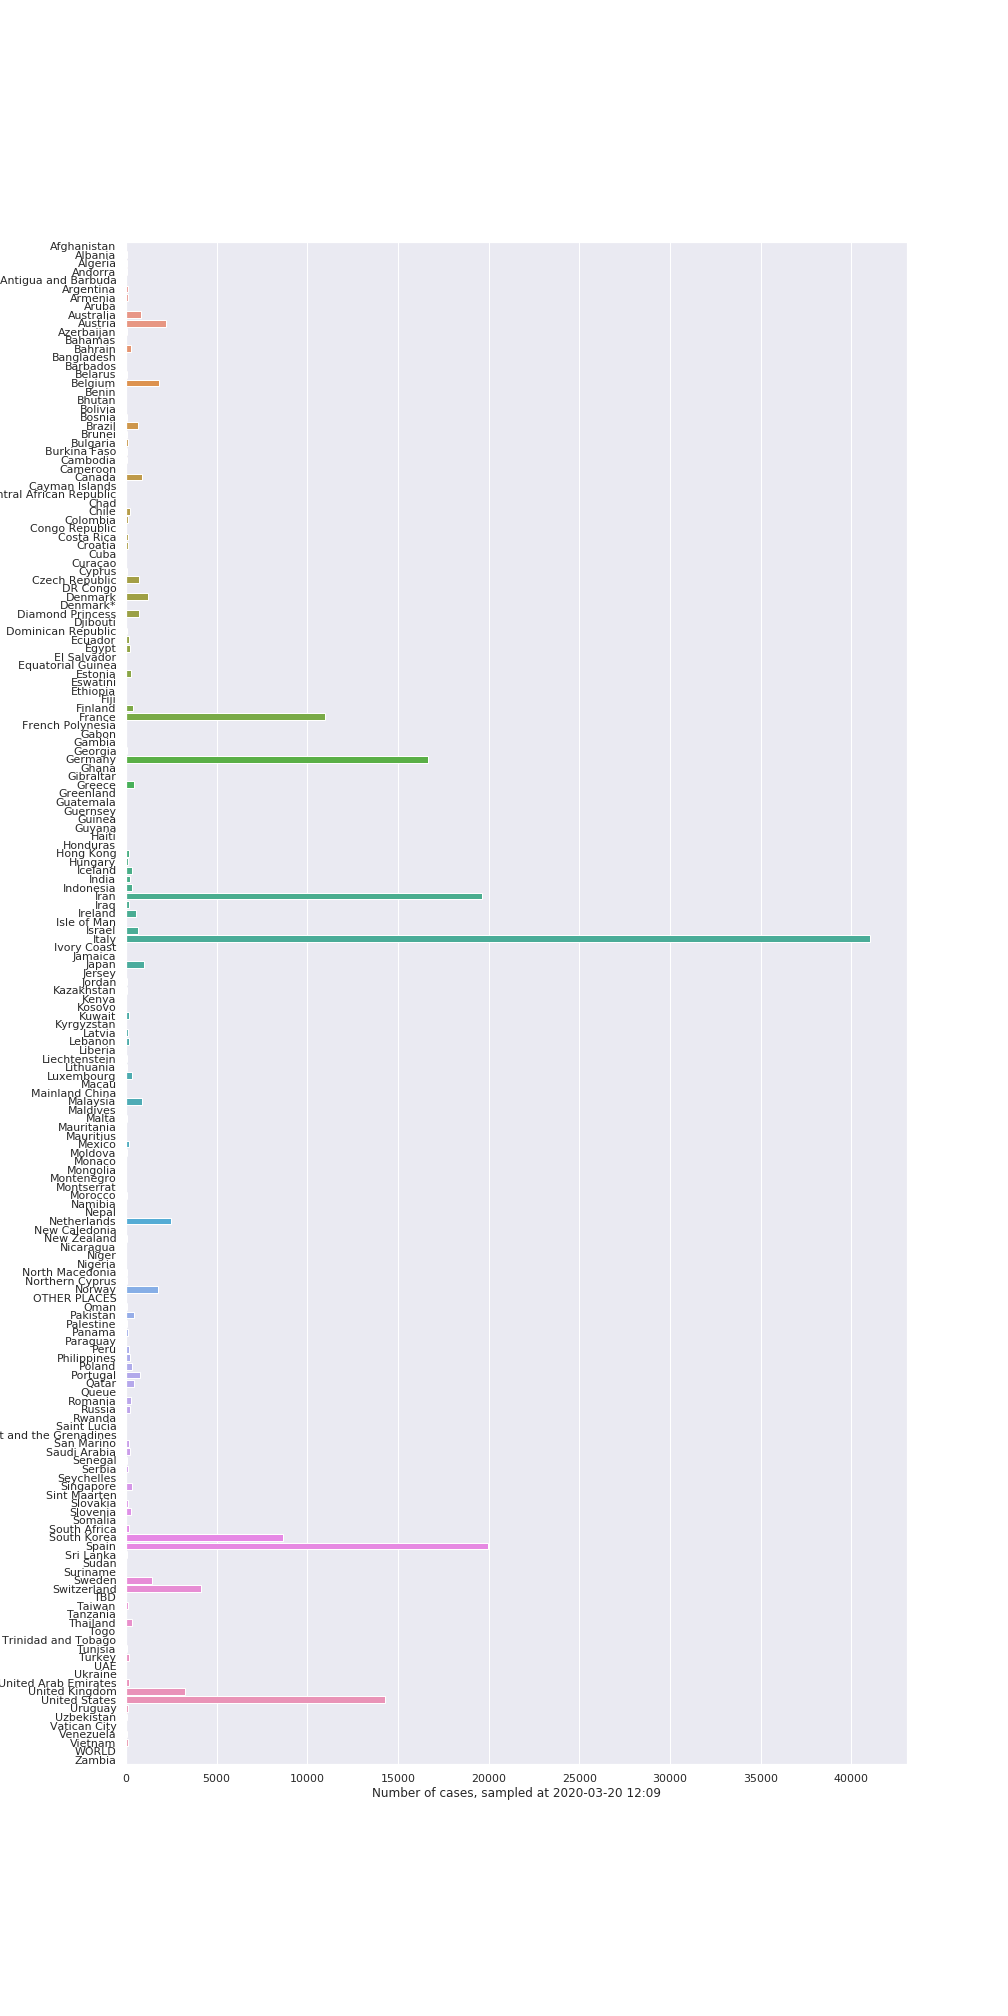 Afghanistan
Albania
Algeria
Andorra
Antigua and Barbuda
Argentina
Armenia
Aruba
Australia
Austria
Azerbaijan
Bahamas
Bahrain
Bangladesh
Barbados
Belarus
Belgium
Benin
Bhutan
Bolivia
Bosnia
Brazil
Brunei
Bulgaria
Burkina Faso
Cambodia
Cameroon
Canada
Cayman Islands
ntral African Republic
Chad
Chile
Colombia
Congo Republic
Costa Rica
Croatia
Cuba
Curaçao
Cyprus
Czech Republic
DR Congo
Denmark
Denmark*
Diamond Princess
Djibouti
Dominican Republic
Ecuador
Egypt
El Salvador
Equatorial Guinea
Estonia
Eswatini
Ethiopia
Fiji
Finland
France
French Polynesia
Gabon
Gambia
Georgia
Germany
Ghana
Gibraltar
Greece
Greenland
Guatemala
Guernsey
Guinea
Guyana
Haiti
Honduras
Hong Kong
Hungary
Iceland
India
Indonesia
Iran
Iraq
Ireland
Isle of Man
Israel
Italy
Ivory Coast
Jamaica
Japan
Jersey
Jordan
Kazakhstan
Kenya
Kosovo
Kuwait
Kyrgyzstan
Latvia
Lebanon
Liberia
Liechtenstein
Lithuania
Luxembourg
Macau
Mainland China
Malaysia
Maldives
Malta
Mauritania
Mauritius
Mexico
Moldova
Monaco
Mongolia
Montenegro
Montserrat
Morocco
Namibia
Nepal
Netherlands
New Caledonia
New Zealand
Nicaragua
Niger
Nigeria
North Macedonia
Northern Cyprus
Norway
OTHER PLACES
Oman
Pakistan
Palestine
Panama
Paraguay
Peru
Philippines
Poland
Portugal
Qatar
Queue
Romania
Russia
Rwanda
Saint Lucia
t and the Grenadines
San Marino
Saudi Arabia
Senegal
Serbia
Seychelles
Singapore
Sint Maarten
Slovakia
Slovenia
Somalia
South Africa
South Korea
Spain
Sri Lanka
Sudan
Suriname
Sweden
Switzerland
TBD
Taiwan
Tanzania
Thailand
Togo
Trinidad and Tobago
Tunisia
Turkey
UAE
Ukraine
United Arab Emirates
United Kingdom
United States
Uruguay
Uzbekistan
Vatican City
Venezuela
Vietnam
WORLD
Zambia
0 5000 10000 15000 20000 25000 30000 35000 40000
Number of cases, sampled at 2020-03-20 12:09